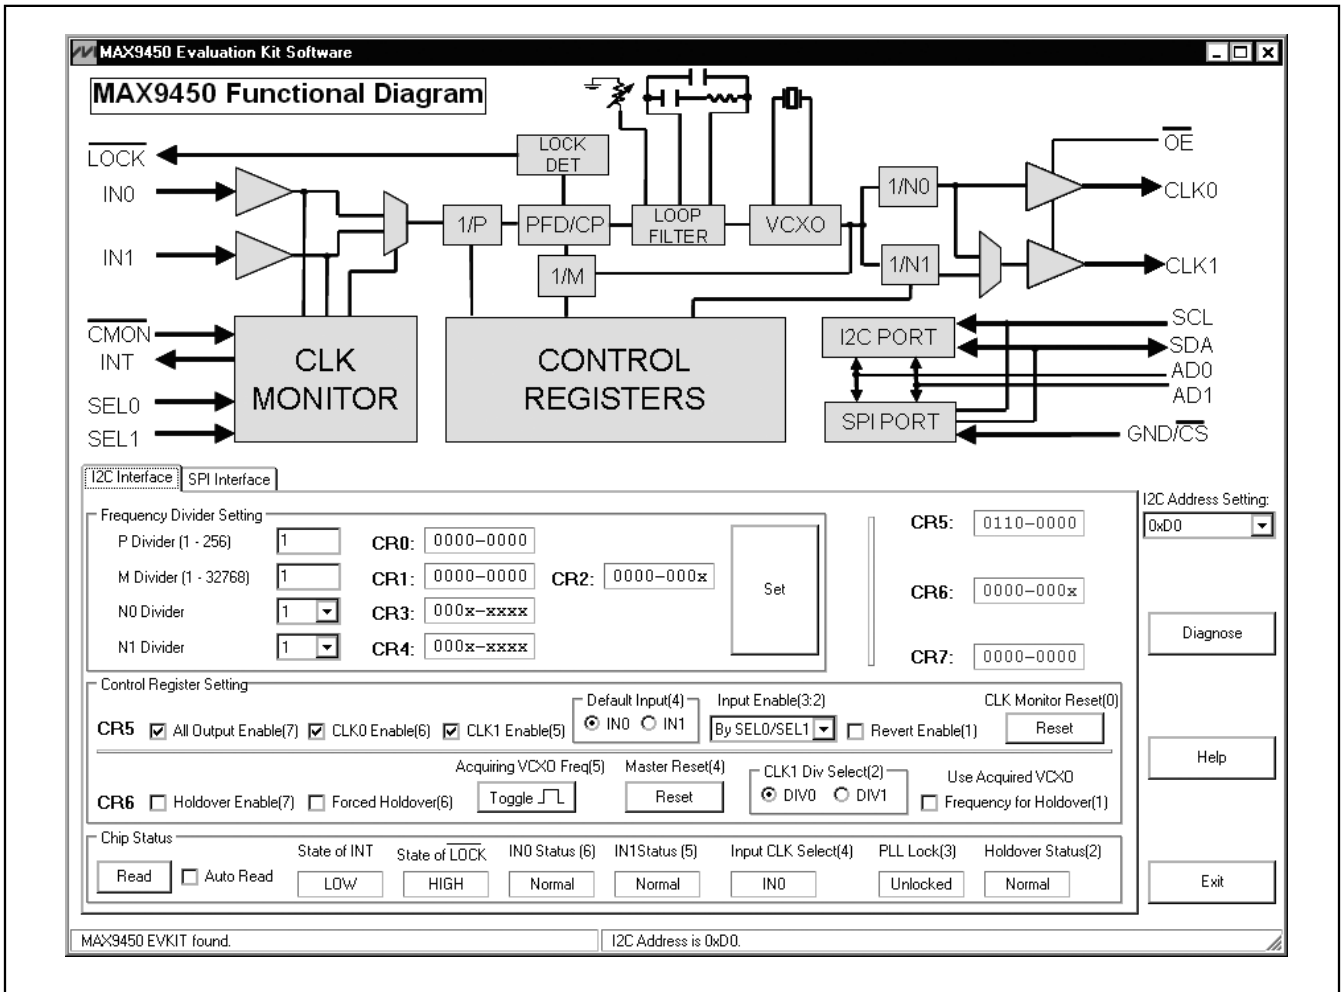 MAX9450 Evaluation Kit Software
MAX9450 Functional Diagram
LOCK
IN0
IN1
CMON
INT
SEL0
SEL1
LOCK
DET
1/P
PFD/CP
LOOP
FILTER
VCXO
1/M
1/N0
1/N1
OE
CLK0
CLK1
CLK
MONITOR
CONTROL
REGISTERS
I2C PORT
SPI PORT
SCL
SDA
AD0
AD1
GND/CS
I2C Interface
SPI Interface
Frequency Divider Setting
P Divider (1 - 256) 1 CR0: 0000-0000
M Divider (1 - 32768) 1 CR1: 0000-0000 CR2: 0000-000x
N0 Divider 1 CR3: 000x-xxxx
N1 Divider 1 CR4: 000x-xxxx
Set
CR5: 0110-0000
CR6: 0000-000x
CR7: 0000-0000
I2C Address Setting:
0xD0
Diagnose
Help
Exit
Control Register Setting
CR5 All Output Enable(7) CLK0 Enable(6) CLK1 Enable(5)
Default Input(4)
IN0 IN1
Input Enable(3:2)
By SEL0/SEL1
Revert Enable(1)
CLK Monitor Reset(0)
Reset
CR6 Holdover Enable(7) Forced Holdover(6)
Acquiring VCXO Freq(5)
Toggle
Master Reset(4)
Reset
CLK1 Div Select(2)
DIV0 DIV1
Use Acquired VCXO
Frequency for Holdover(1)
Chip Status
Read
Auto Read
State of INT
LOW
State of LOCK
HIGH
IN0 Status (6)
Normal
IN1Status (5)
Normal
Input CLK Select(4)
IN0
PLL Lock(3)
Unlocked
Holdover Status(2)
Normal
MAX9450 EVKIT found.
I2C Address is 0xD0.